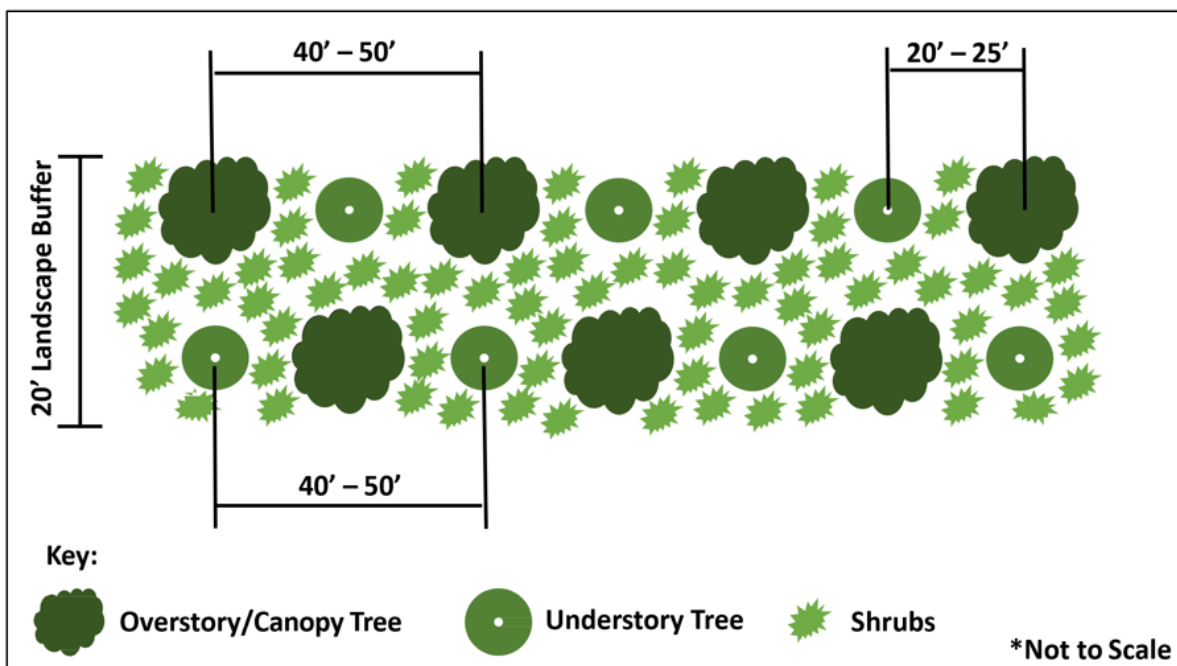 40’ – 50’
20’ – 25’
20’ Landscape Buffer
40’ – 50’
Key:
Overstory/Canopy Tree
Understory Tree
Shrubs
*Not to Scale